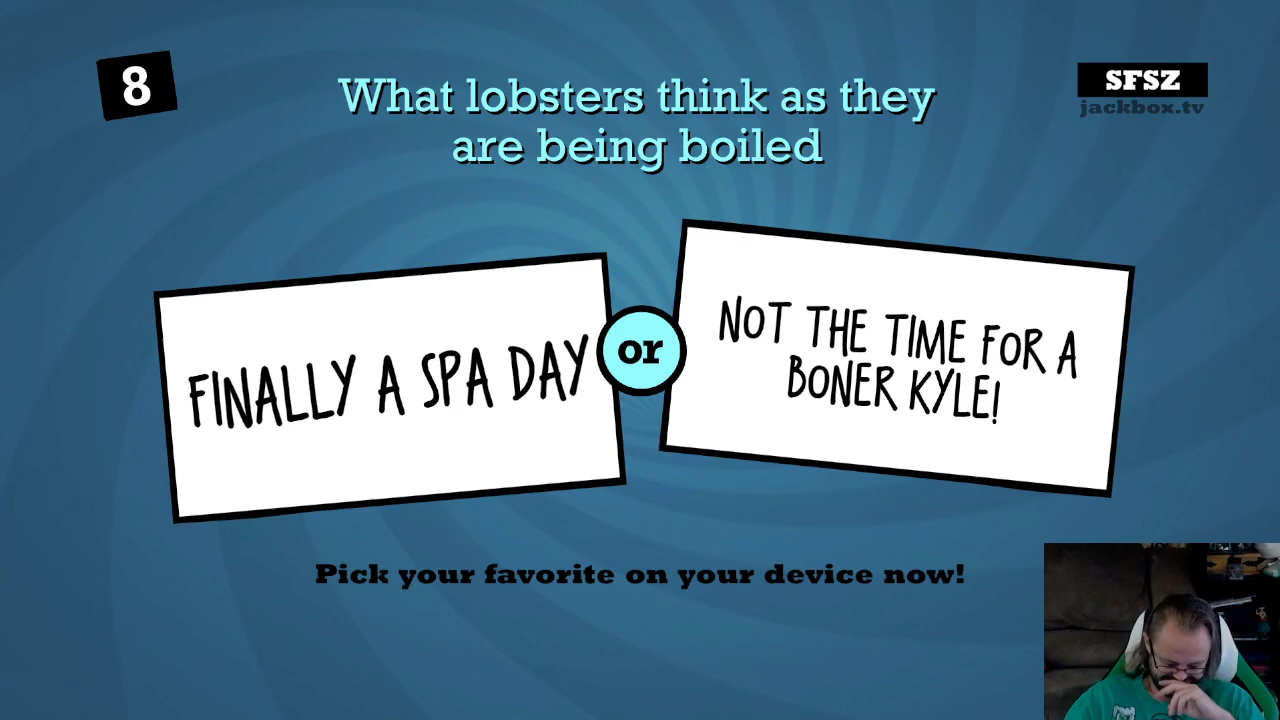 8
What lobsters think as they
are being boiled
SFSZ
jackbox.tv
FINALLY A SPA DAY
or
NOT THE TIME FOR A
BONER KYLE!
Pick your favorite on your device now!